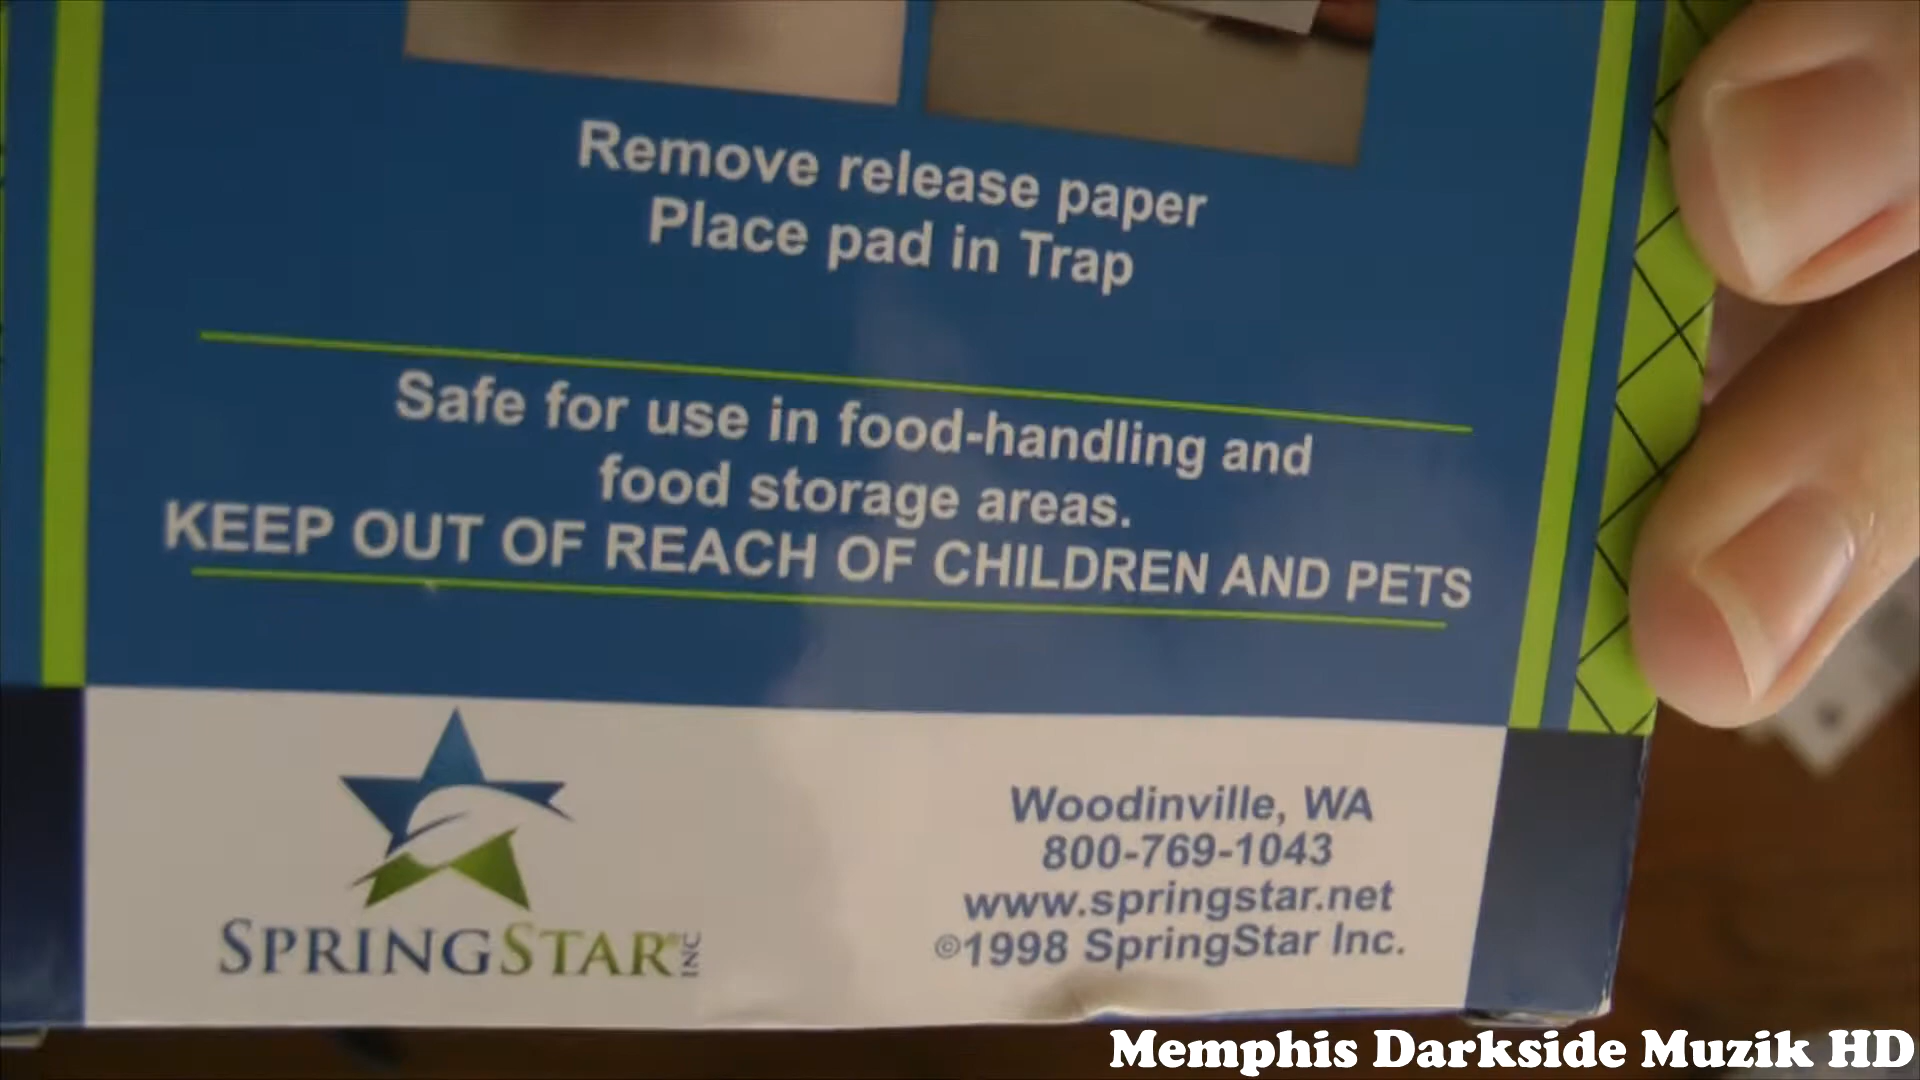 Remove release paper
Place pad in Trap
Safe for use in food-handling and
food storage areas.
KEEP OUT OF REACH OF CHILDREN AND PETS
SPRINGSTAR® INC
Woodinville, WA
800-769-1043
www.springstar.net
©1998 SpringStar Inc.
Memphis Darkside Muzik HD